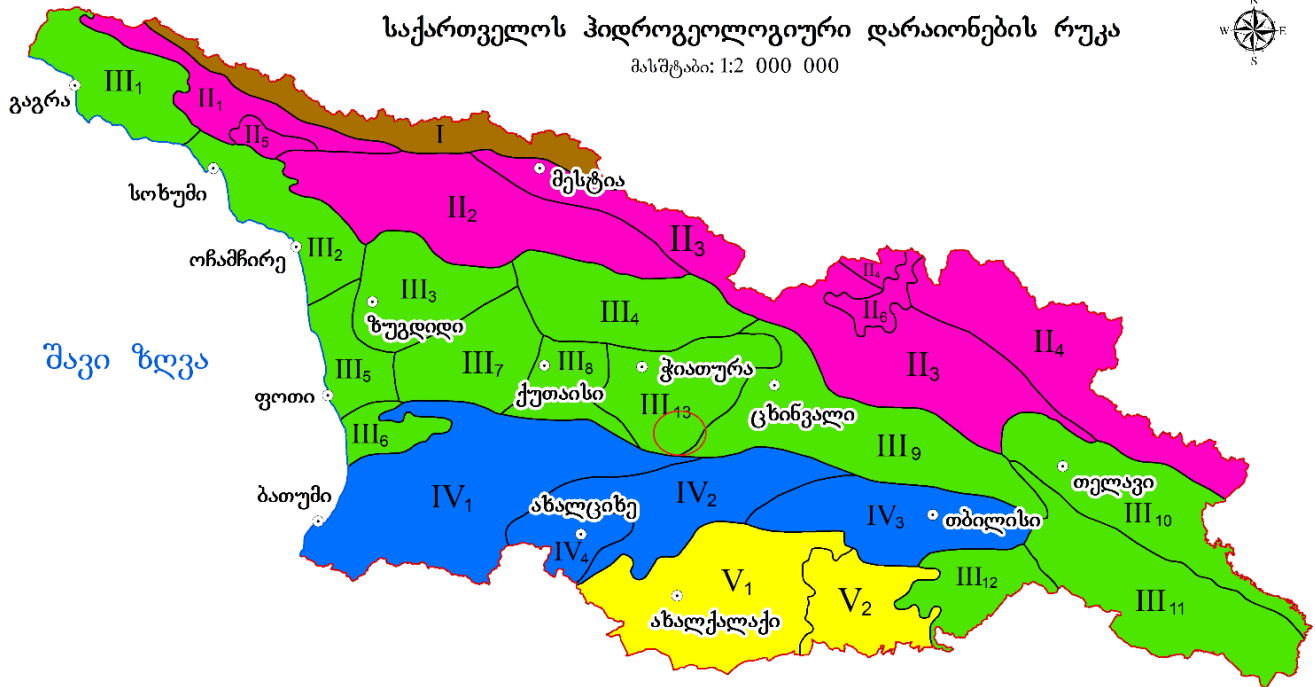 საქართველოს ჰიდროგეოლოგიური დარაიონების რუკა
მასშტაბი: 1:2 000 000
N
W E
S
III₁
გაგრა
II₁
II₅
I
სოხუმი
მესტია
II₂
II₃
ოჩამჩირე
III₂
II₄
III₃
II₆
ზუგდიდი
III₄
II₄
შავი ზღვა
III₅
III₇
III₈
ჭიათურა
II₃
ფოთი
ქუთაისი
III₁₃
ცხინვალი
III₆
III₉
თელავი
ბათუმი
IV₁
ახალციხე
IV₂
IV₃
თბილისი
III₁₀
IV₄
V₁
V₂
III₁₂
III₁₁
ახალქალაქი